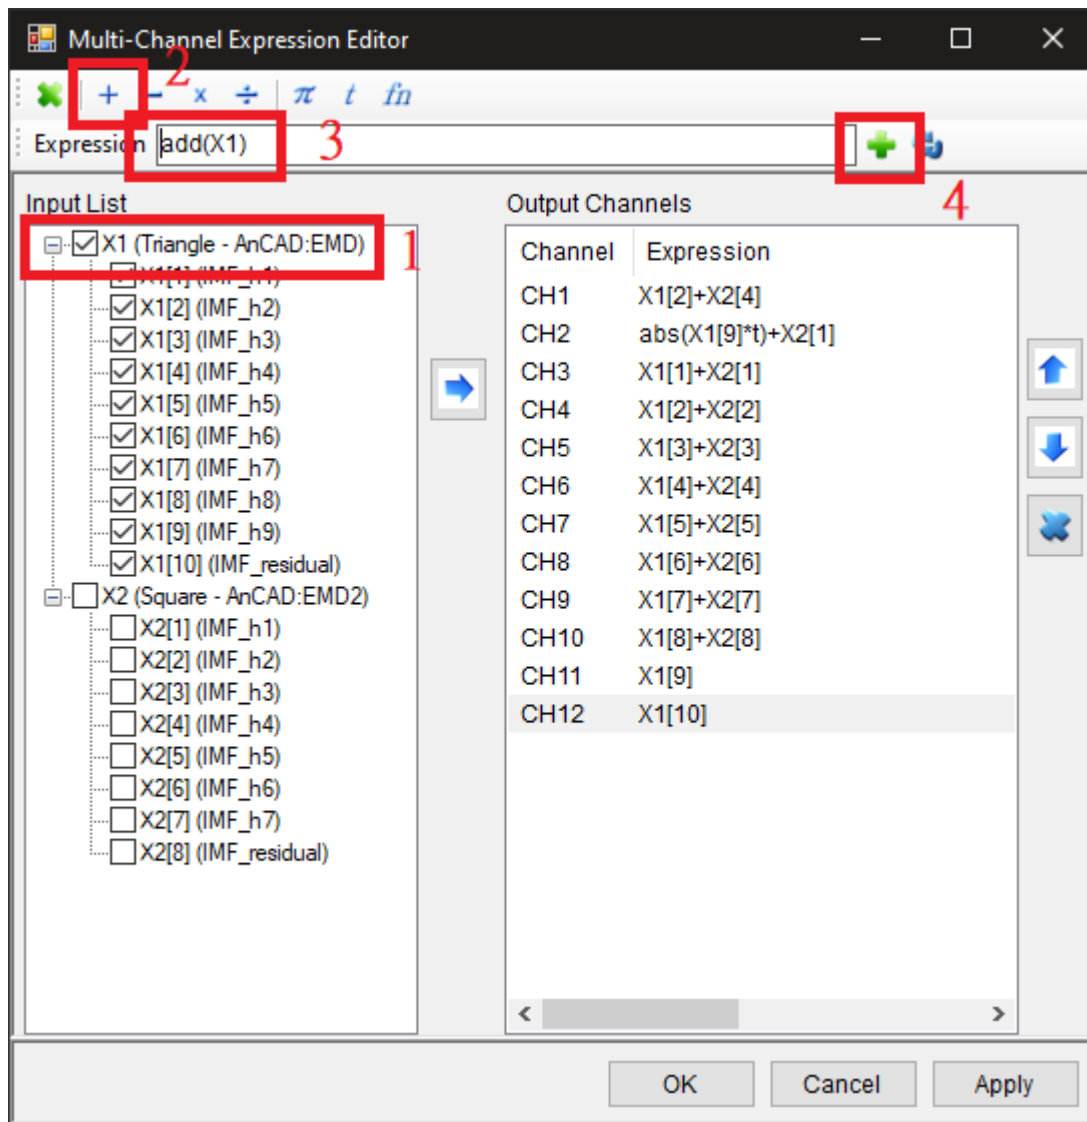 Multi-Channel Expression Editor
2
+ − × ÷ π t fn
Expression add(X1)
3
4
Input List
X1 (Triangle - AnCAD:EMD)
1
X1[1] (IMF_h1)
X1[2] (IMF_h2)
X1[3] (IMF_h3)
X1[4] (IMF_h4)
X1[5] (IMF_h5)
X1[6] (IMF_h6)
X1[7] (IMF_h7)
X1[8] (IMF_h8)
X1[9] (IMF_h9)
X1[10] (IMF_residual)
X2 (Square - AnCAD:EMD2)
X2[1] (IMF_h1)
X2[2] (IMF_h2)
X2[3] (IMF_h3)
X2[4] (IMF_h4)
X2[5] (IMF_h5)
X2[6] (IMF_h6)
X2[7] (IMF_h7)
X2[8] (IMF_residual)
Output Channels
Channel Expression
CH1 X1[2]+X2[4]
CH2 abs(X1[9]*t)+X2[1]
CH3 X1[1]+X2[1]
CH4 X1[2]+X2[2]
CH5 X1[3]+X2[3]
CH6 X1[4]+X2[4]
CH7 X1[5]+X2[5]
CH8 X1[6]+X2[6]
CH9 X1[7]+X2[7]
CH10 X1[8]+X2[8]
CH11 X1[9]
CH12 X1[10]
OK Cancel Apply